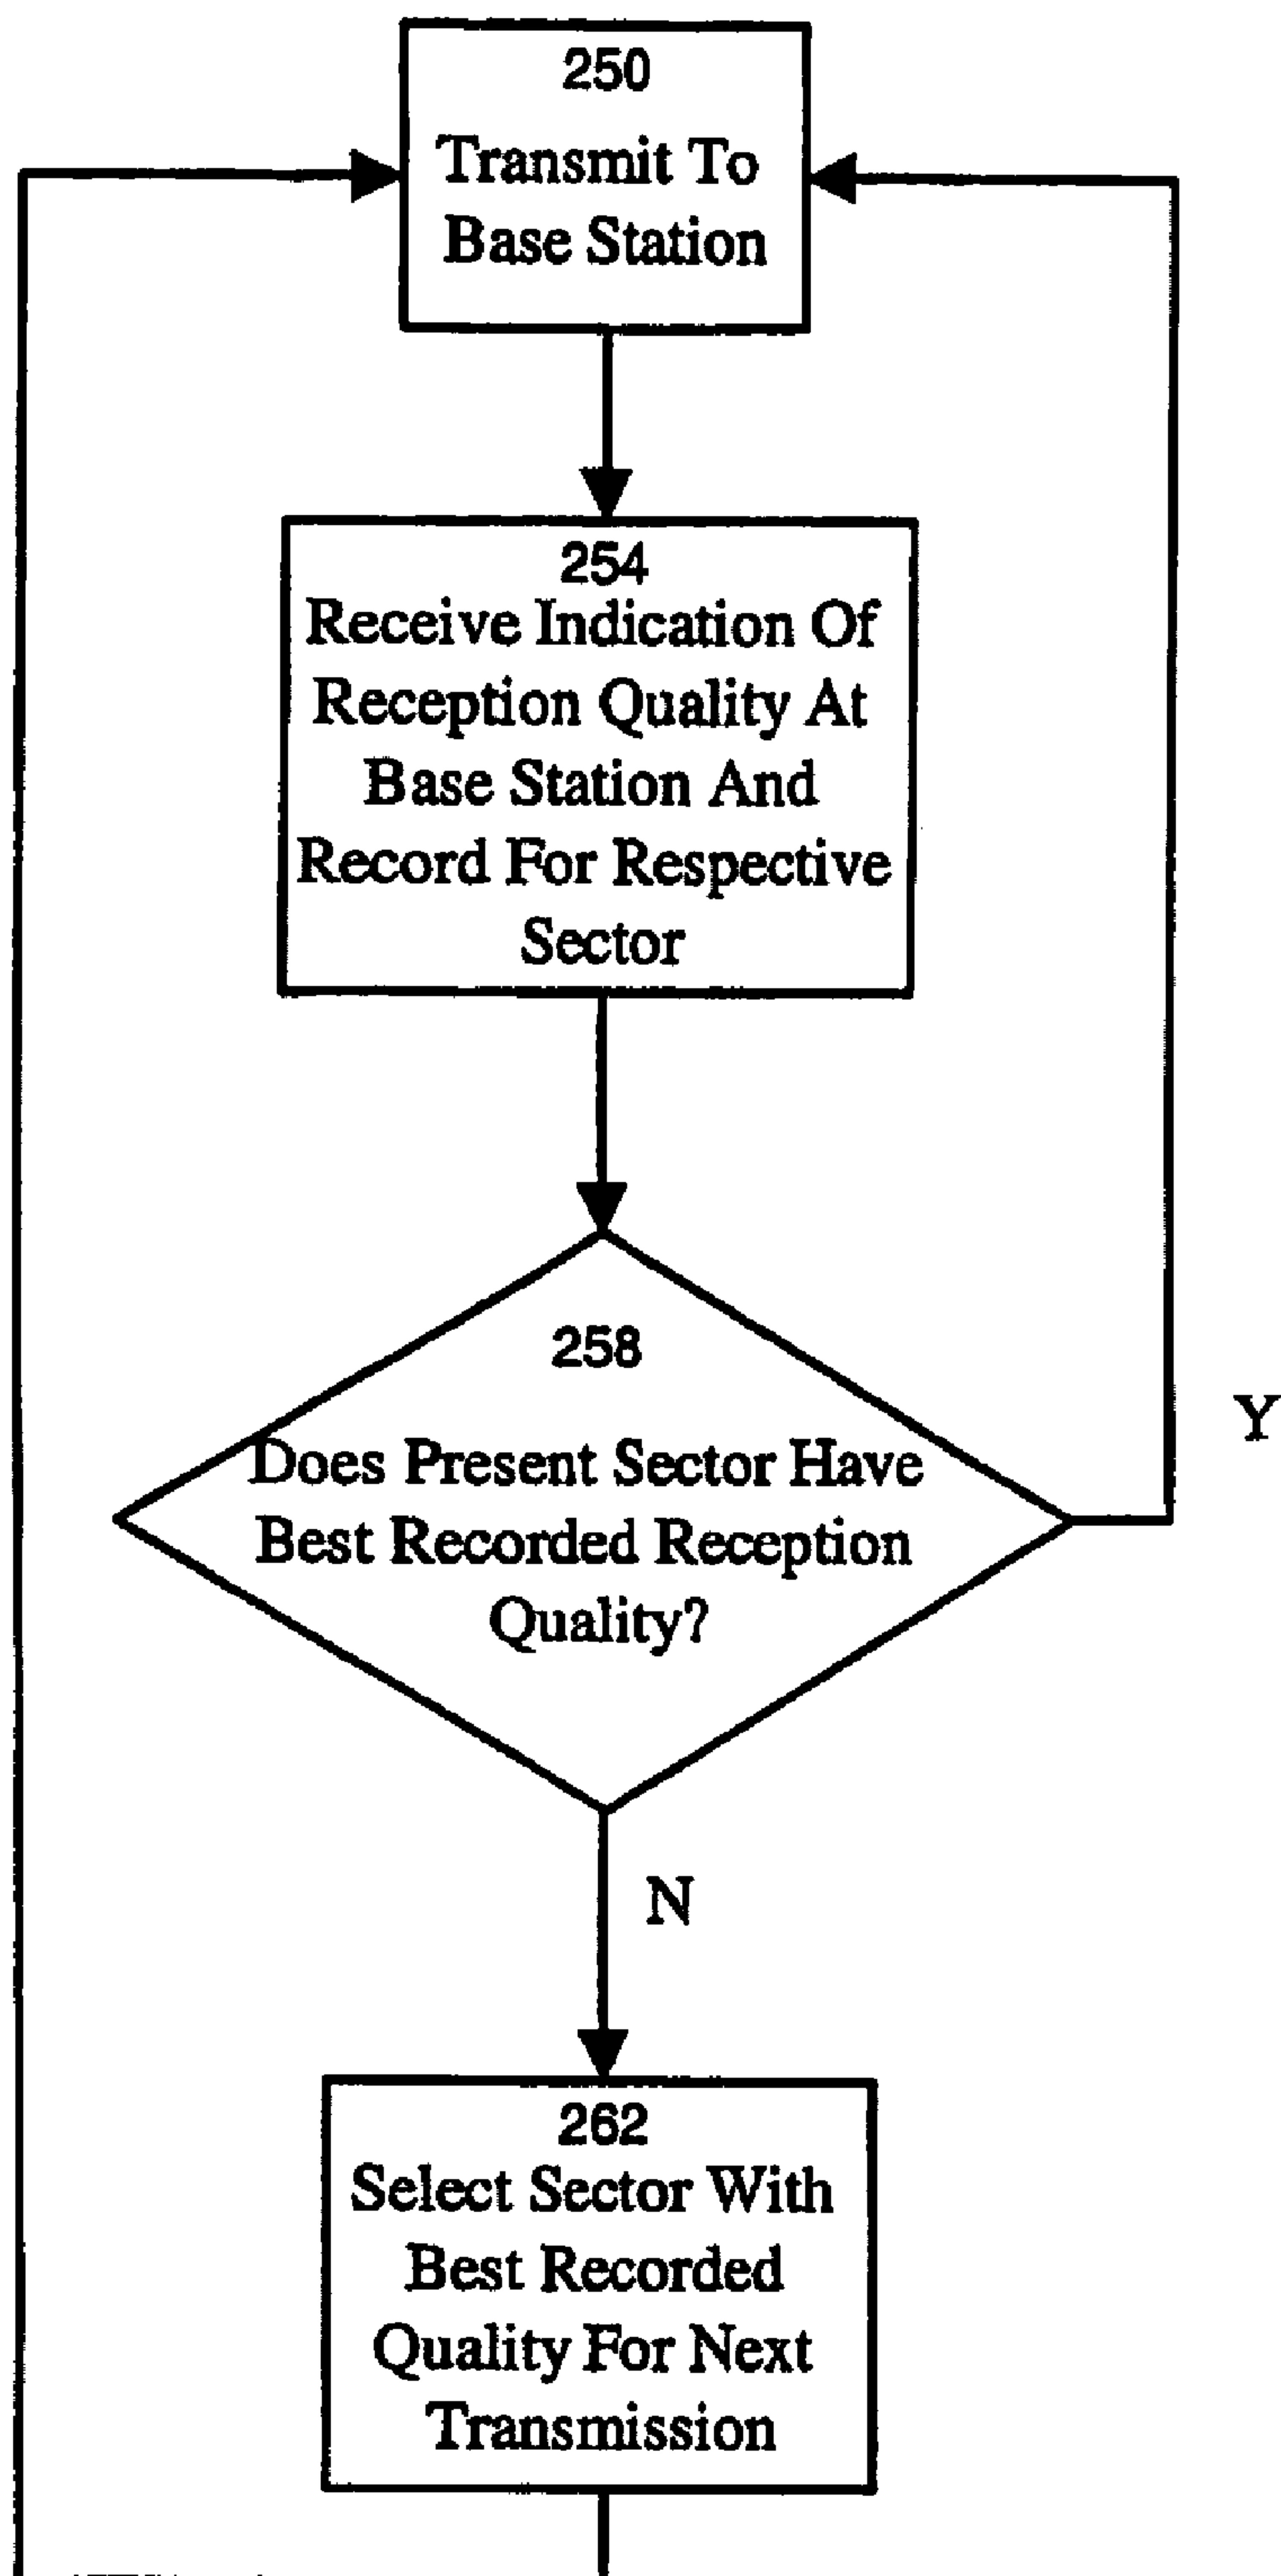 250
Transmit To
Base Station
254
Receive Indication Of
Reception Quality At
Base Station And
Record For Respective
Sector
258
Does Present Sector Have
Best Recorded Reception
Quality?
Y
N
262
Select Sector With
Best Recorded
Quality For Next
Transmission